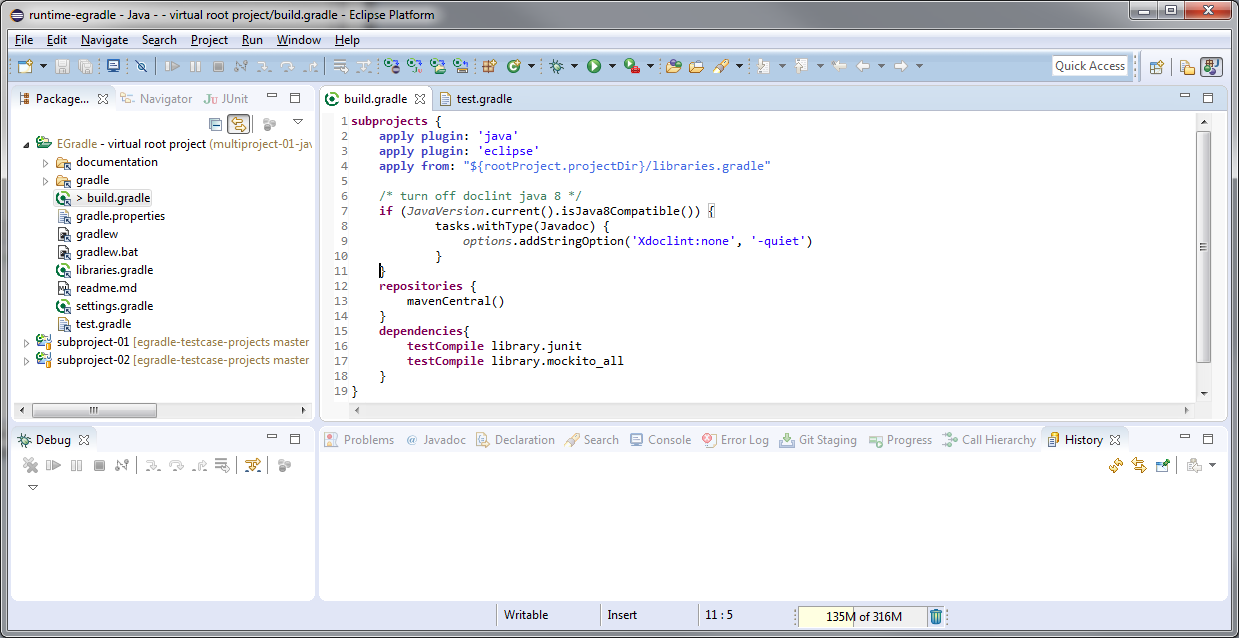 runtime-egradle - Java - - virtual root project/build.gradle - Eclipse Platform
File Edit Navigate Search Project Run Window Help
Quick Access
Package... Navigator JUnit
EGradle - virtual root project (multiproject-01-jav
documentation
gradle
> build.gradle
gradle.properties
gradlew
gradlew.bat
libraries.gradle
readme.md
settings.gradle
test.gradle
subproject-01 [egradle-testcase-projects master
subproject-02 [egradle-testcase-projects master
build.gradle test.gradle
1 subprojects {
2 apply plugin: 'java'
3 apply plugin: 'eclipse'
4 apply from: "${rootProject.projectDir}/libraries.gradle"
5
6 /* turn off doclint java 8 */
7 if (JavaVersion.current().isJava8Compatible()) {
8 tasks.withType(Javadoc) {
9 options.addStringOption('Xdoclint:none', '-quiet')
10 }
11 }
12 repositories {
13 mavenCentral()
14 }
15 dependencies{
16 testCompile library.junit
17 testCompile library.mockito_all
18 }
19 }
Debug
Problems @ Javadoc Declaration Search Console Error Log Git Staging Progress Call Hierarchy History
Writable Insert 11 : 5 135M of 316M